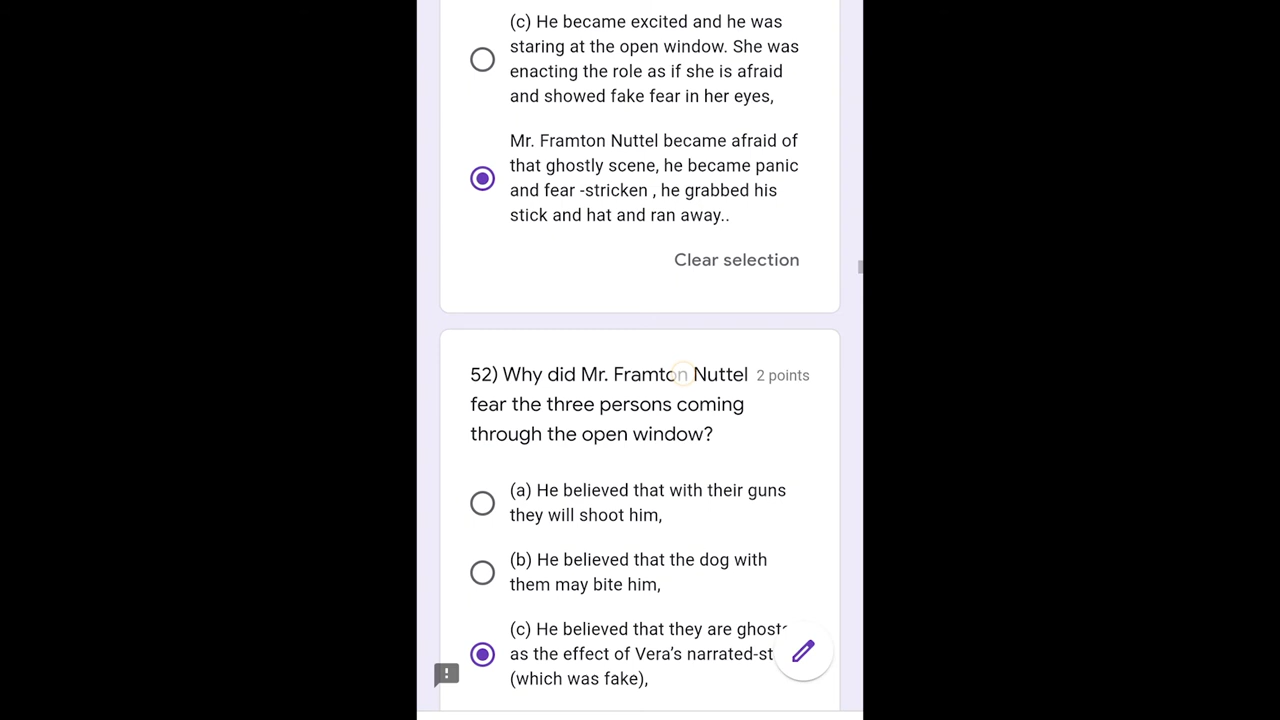 (c) He became excited and he was
staring at the open window. She was
enacting the role as if she is afraid
and showed fake fear in her eyes,
Mr. Framton Nuttel became afraid of
that ghostly scene, he became panic
and fear -stricken , he grabbed his
stick and hat and ran away..
Clear selection
52) Why did Mr. Framton Nuttel 2 points
fear the three persons coming
through the open window?
(a) He believed that with their guns
they will shoot him,
(b) He believed that the dog with
them may bite him,
(c) He believed that they are ghosts
as the effect of Vera's narrated-st
(which was fake),